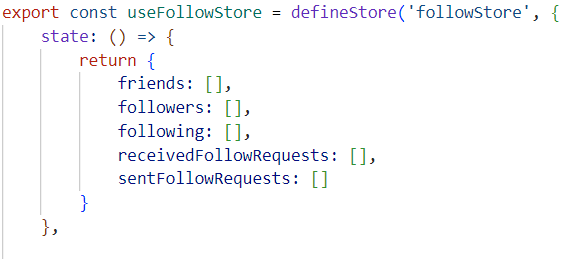 export const useFollowStore = defineStore('followStore', {
    state: () => {
        return {
            friends: [],
            followers: [],
            following: [],
            receivedFollowRequests: [],
            sentFollowRequests: []
        }
    },